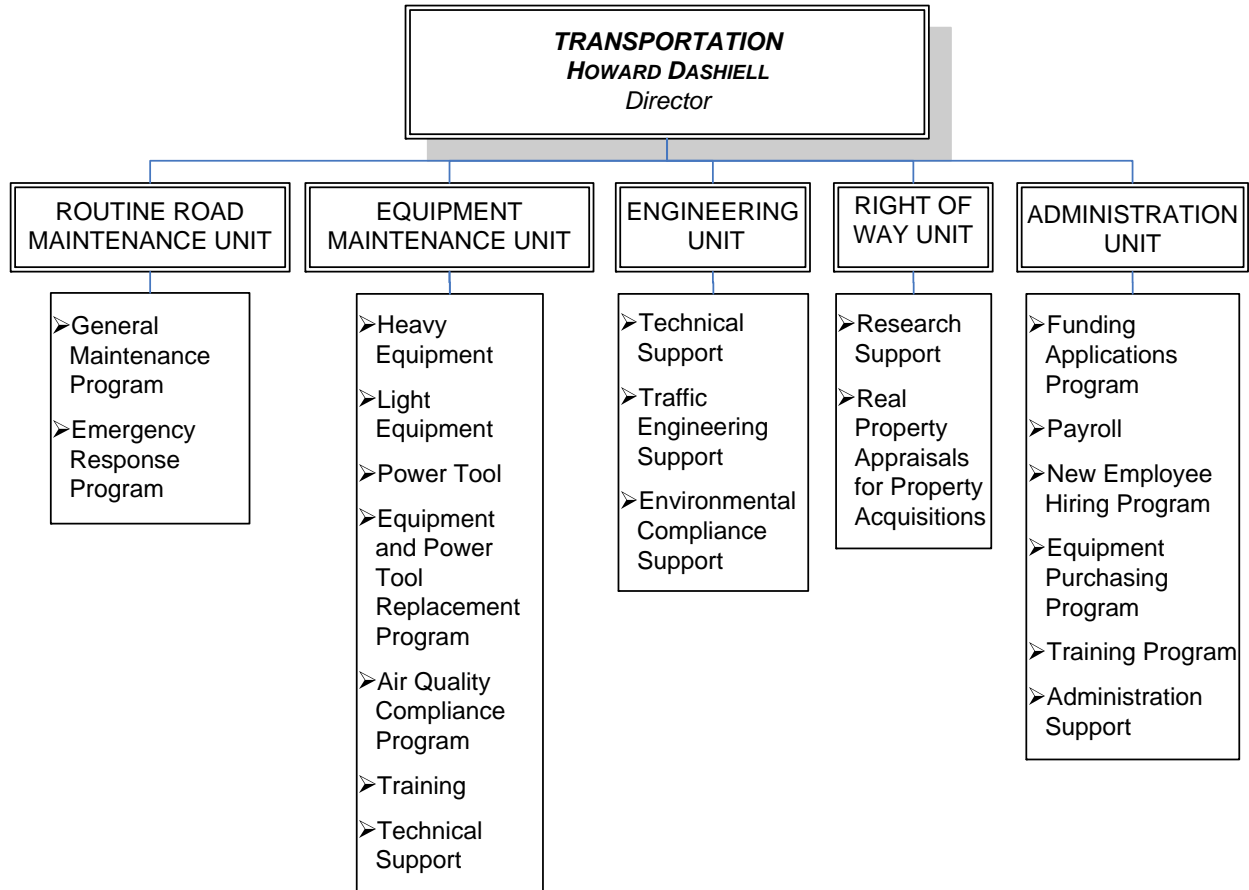 TRANSPORTATION
HOWARD DASHIELL
Director
ROUTINE ROAD
MAINTENANCE UNIT
➢General
Maintenance
Program
➢Emergency
Response
Program
EQUIPMENT
MAINTENANCE UNIT
➢Heavy
Equipment
➢Light
Equipment
➢Power Tool
➢Equipment
and Power
Tool
Replacement
Program
➢Air Quality
Compliance
Program
➢Training
➢Technical
Support
ENGINEERING
UNIT
➢Technical
Support
➢Traffic
Engineering
Support
➢Environmental
Compliance
Support
RIGHT OF
WAY UNIT
➢Research
Support
➢Real
Property
Appraisals
for Property
Acquisitions
ADMINISTRATION
UNIT
➢Funding
Applications
Program
➢Payroll
➢New Employee
Hiring Program
➢Equipment
Purchasing
Program
➢Training Program
➢Administration
Support